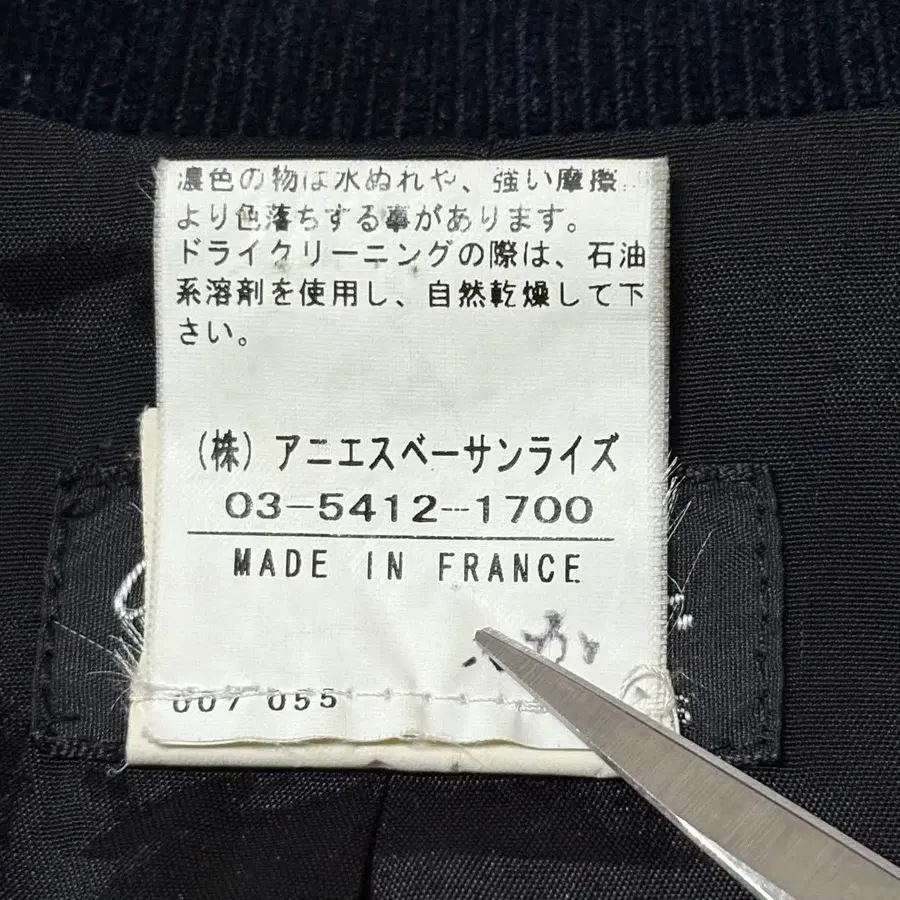 濃色の物は水ぬれや、強い摩擦
より色落ちする事があります。
ドライクリーニングの際は、石油
系溶剤を使用し、自然乾燥して下
さい。
(株)アニエスベーサンライズ
03-5412-1700
MADE IN FRANCE
007 055